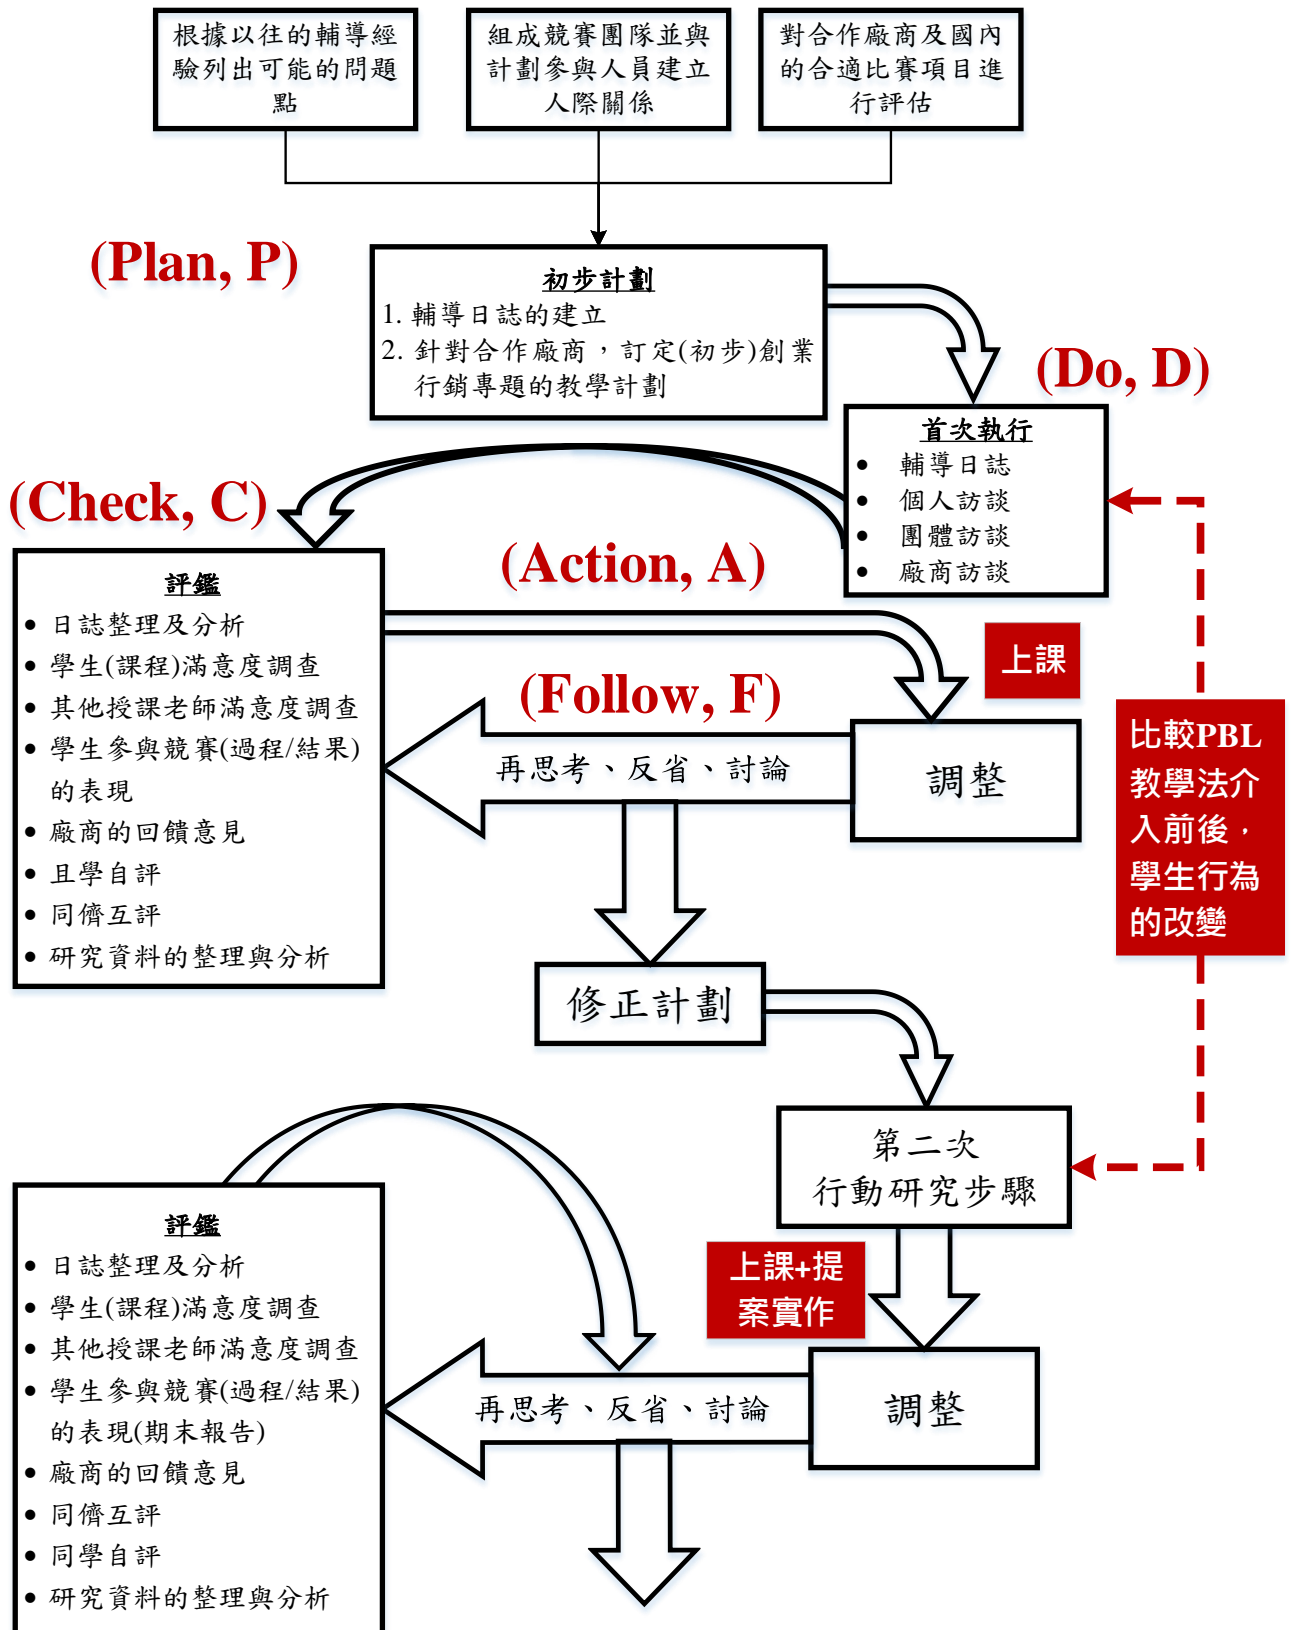 根據以往的輔導經
驗列出可能的問題
點
組成競賽團隊並與
計劃參與人員建立
人際關係
對合作廠商及國內
的合適比賽項目進
行評估
(Plan, P)
初步計劃
1. 輔導日誌的建立
2. 針對合作廠商，訂定(初步)創業
行銷專題的教學計劃
(Do, D)
首次執行
• 輔導日誌
• 個人訪談
• 團體訪談
• 廠商訪談
(Check, C)
評鑑
• 日誌整理及分析
• 學生(課程)滿意度調查
• 其他授課老師滿意度調查
• 學生參與競賽(過程/結果)
的表現
• 廠商的回饋意見
• 且學自評
• 同儕互評
• 研究資料的整理與分析
(Action, A)
上課
(Follow, F)
再思考、反省、討論
調整
比較PBL
教學法介
入前後，
學生行為
的改變
修正計劃
第二次
行動研究步驟
上課+提
案實作
評鑑
• 日誌整理及分析
• 學生(課程)滿意度調查
• 其他授課老師滿意度調查
• 學生參與競賽(過程/結果)
的表現(期末報告)
• 廠商的回饋意見
• 同儕互評
• 同學自評
• 研究資料的整理與分析
再思考、反省、討論
調整